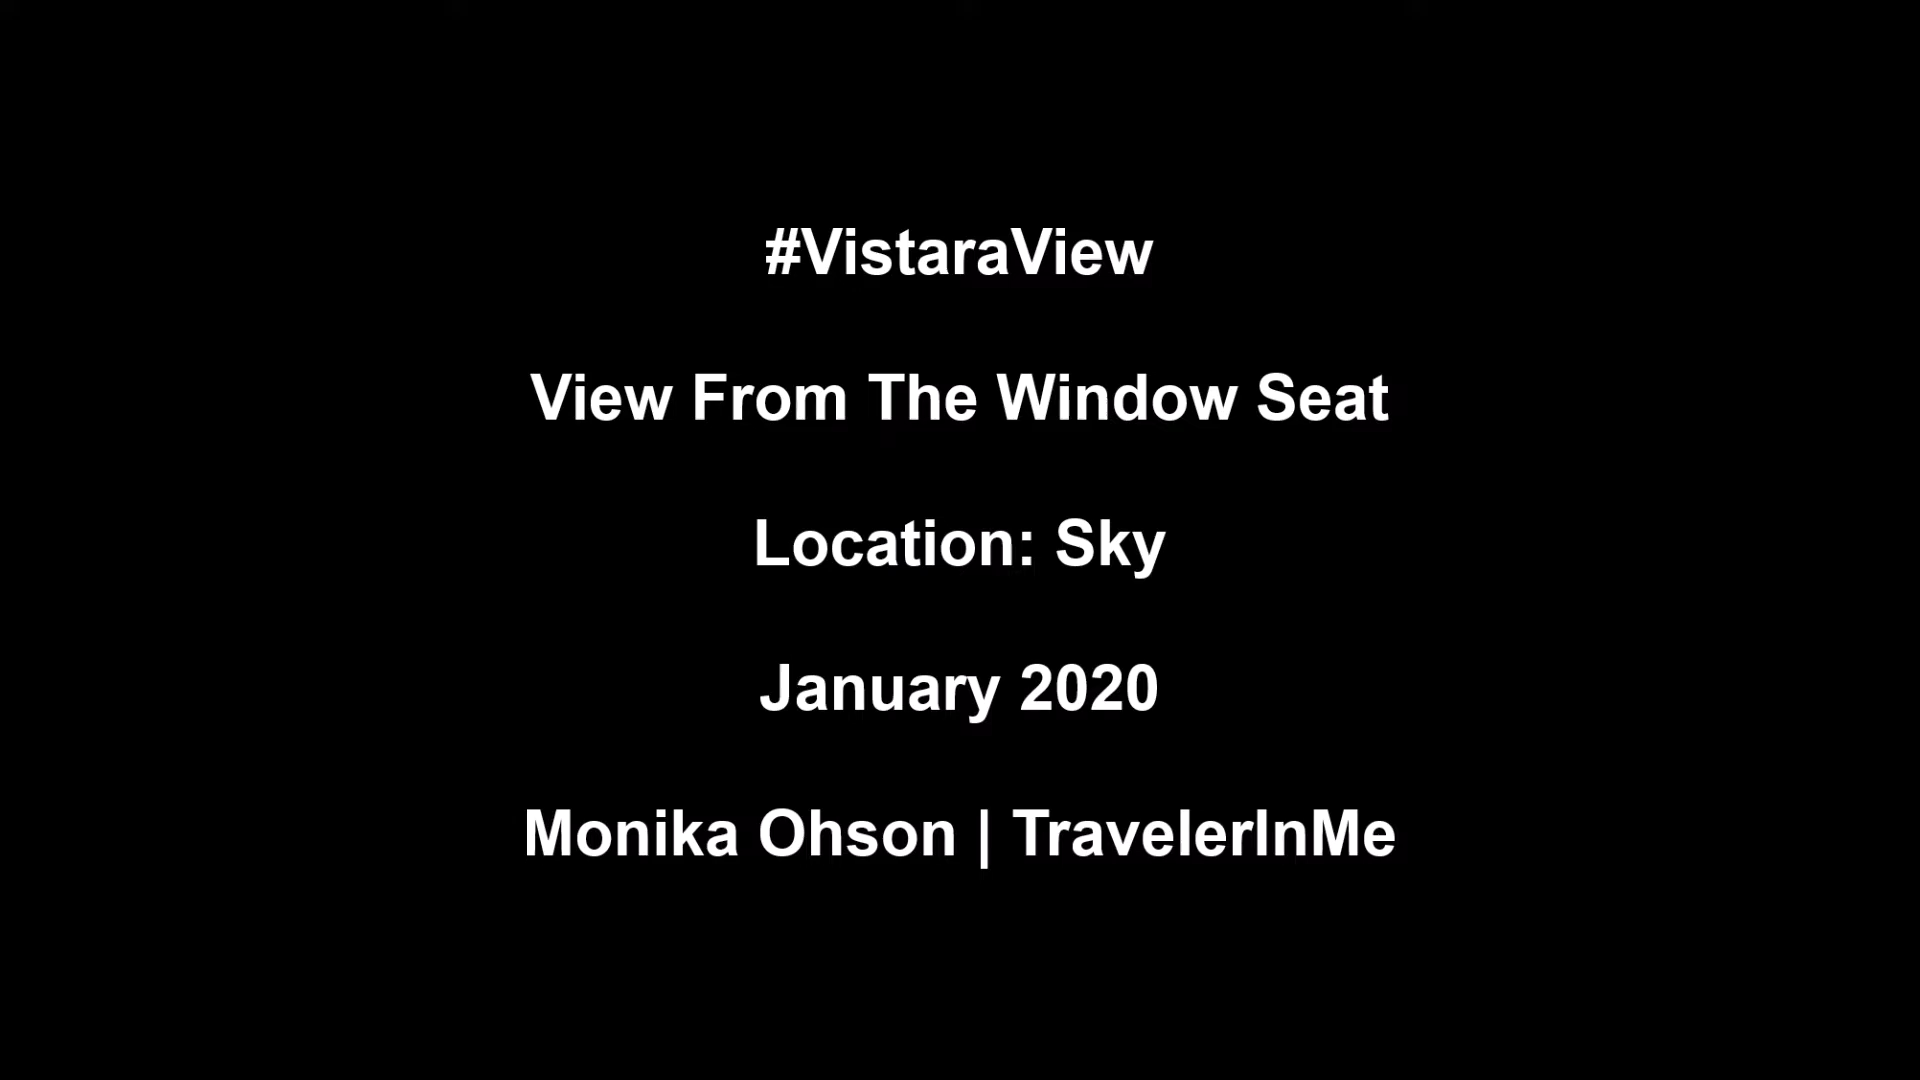 #VistaraView
View From The Window Seat
Location: Sky
January 2020
Monika Ohson | TravelerInMe